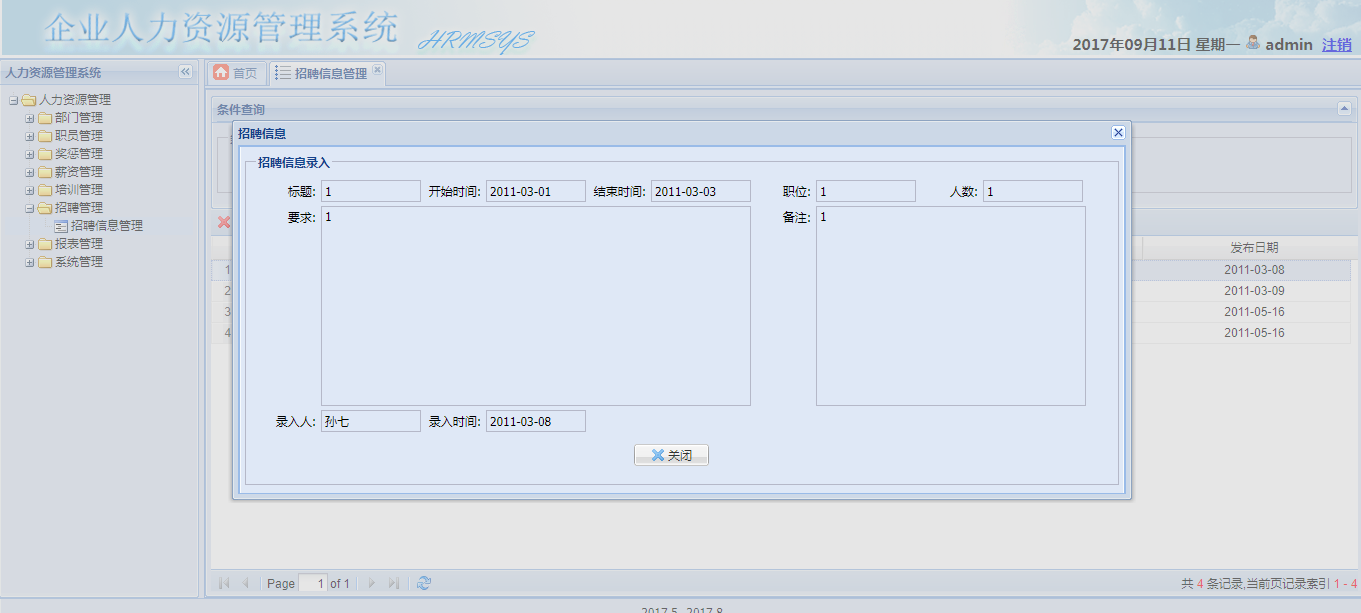 企业人力资源管理系统 HRMSYS
2017年09月11日 星期一 admin 注销
人力资源管理系统
首页 招聘信息管理
人力资源管理
部门管理
职员管理
奖惩管理
薪资管理
培训管理
招聘管理
招聘信息管理
报表管理
系统管理
条件查询
招聘信息
招聘信息录入
标题: 1 开始时间: 2011-03-01 结束时间: 2011-03-03 职位: 1 人数: 1
要求: 1 备注: 1
录入人: 孙七 录入时间: 2011-03-08
关闭
发布日期
1 2011-03-08
2 2011-03-09
3 2011-05-16
4 2011-05-16
Page 1 of 1
共 4 条记录,当前页记录索引 1 - 4
2017.5--2017.8